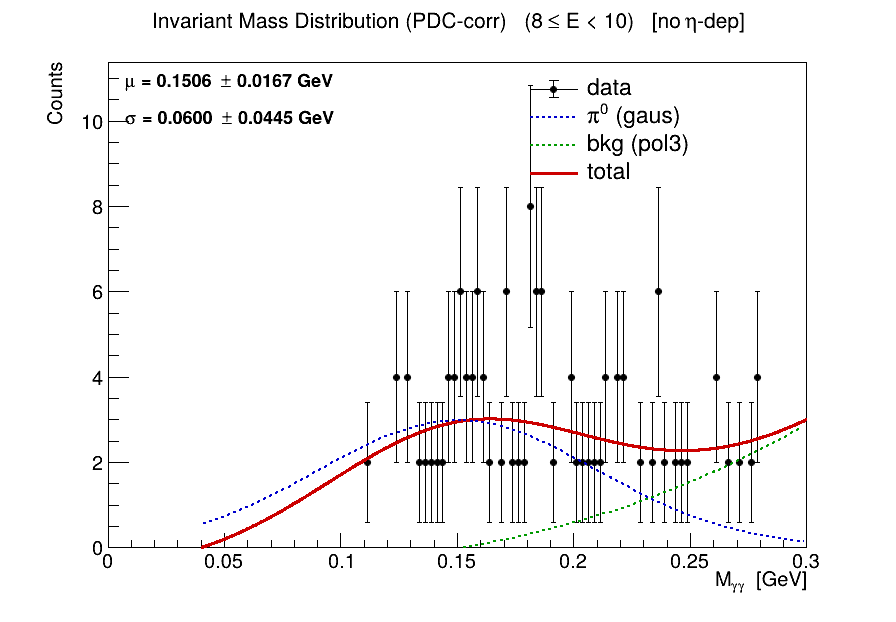 Invariant Mass Distribution (PDC-corr) (8 ≤ E < 10) [no η-dep]
Counts
μ = 0.1506 ± 0.0167 GeV
σ = 0.0600 ± 0.0445 GeV
data
π⁰ (gaus)
bkg (pol3)
total
10
8
6
4
2
0
0 0.05 0.1 0.15 0.2 0.25 0.3
M_γγ [GeV]